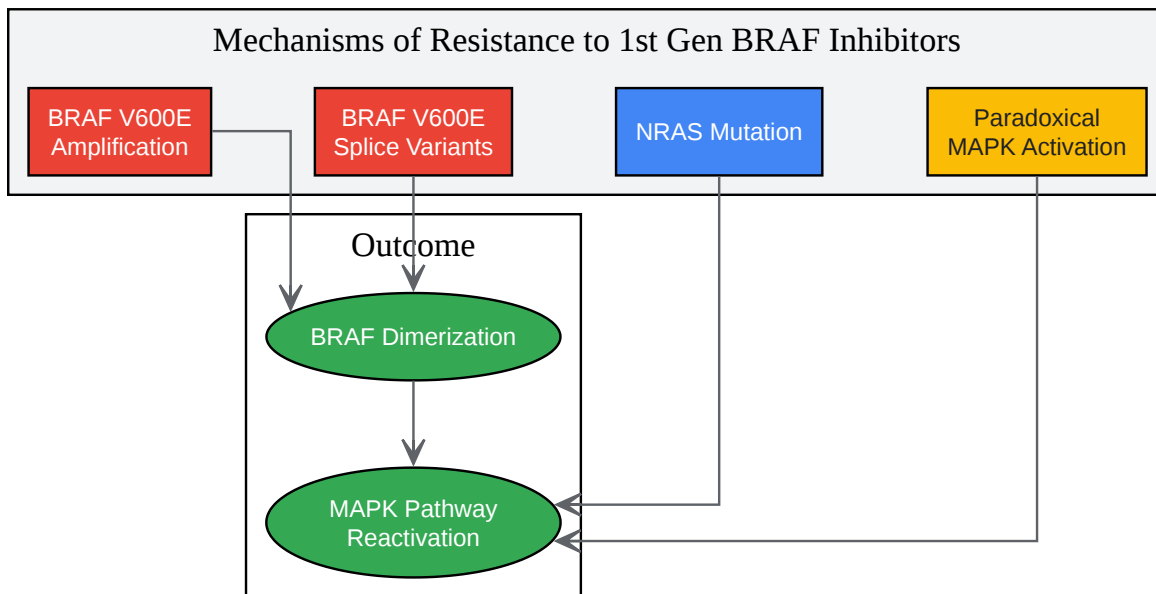 Mechanisms of Resistance to 1st Gen BRAF Inhibitors
BRAF V600E
Amplification
BRAF V600E
Splice Variants
NRAS Mutation
Paradoxical
MAPK Activation
Outcome
BRAF Dimerization
MAPK Pathway
Reactivation